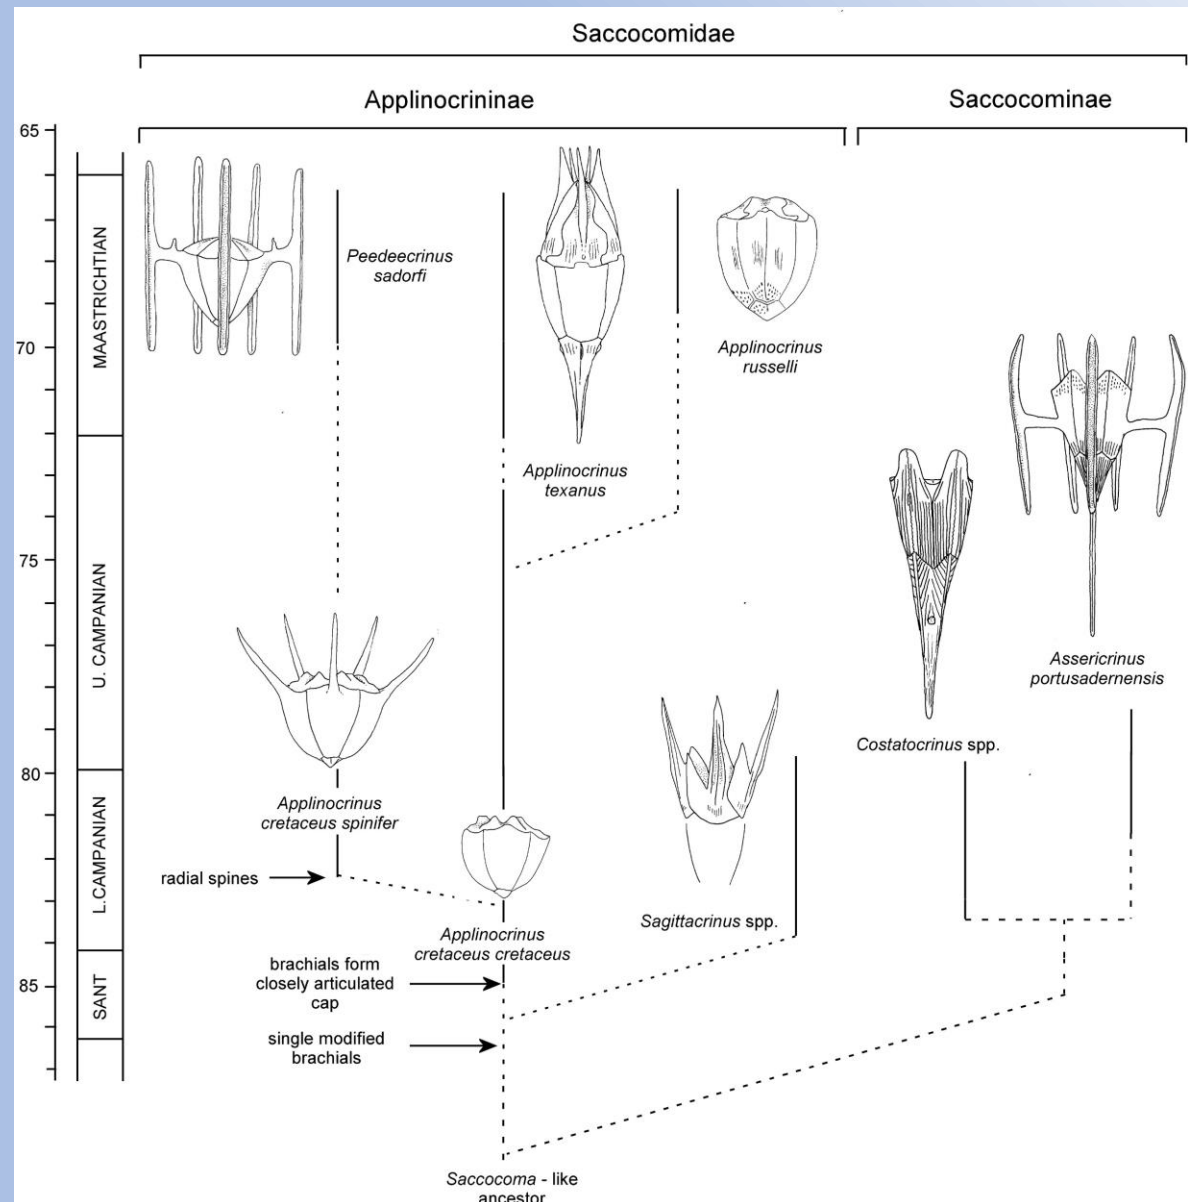 Saccocomidae
Applinocrininae
Saccocominae
65
70
75
80
85
MAASTRICHTIAN
U. CAMPANIAN
L.CAMPANIAN
SANT
Peedeecrinus
sadorfi
Applinocrinus
texanus
Applinocrinus
russelli
Assericrinus
portusadernensis
Costatocrinus spp.
Applinocrinus
cretaceus spinifer
radial spines
Applinocrinus
cretaceus cretaceus
Sagittacrinus spp.
brachials form
closely articulated
cap
single modified
brachials
Saccocoma - like
ancestor